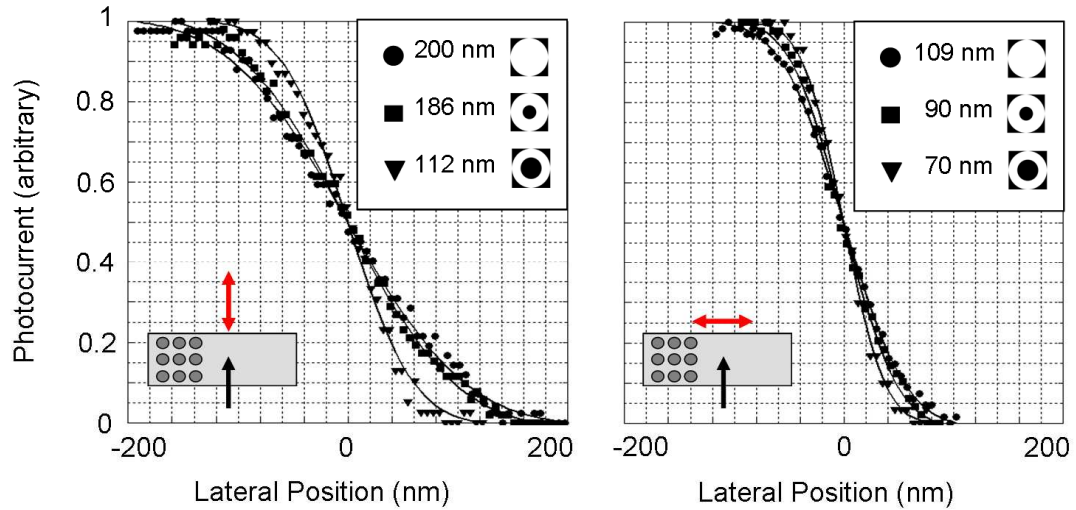 Photocurrent (arbitrary)
1
0.8
0.6
0.4
0.2
0
200 nm
186 nm
112 nm
-200
0
200
Lateral Position (nm)
109 nm
90 nm
70 nm
-200
0
200
Lateral Position (nm)